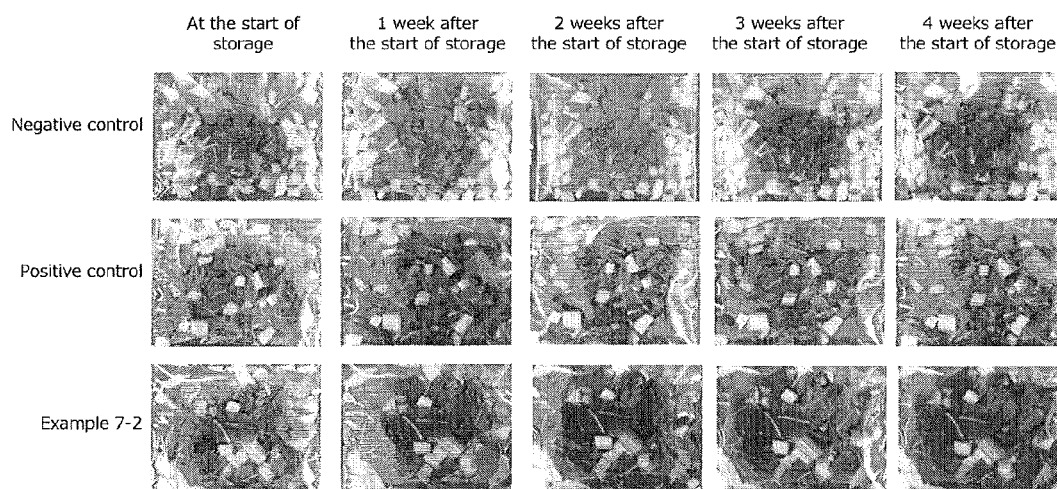 At the start of
storage
1 week after
the start of storage
2 weeks after
the start of storage
3 weeks after
the start of storage
4 weeks after
the start of storage
Negative control
Positive control
Example 7-2